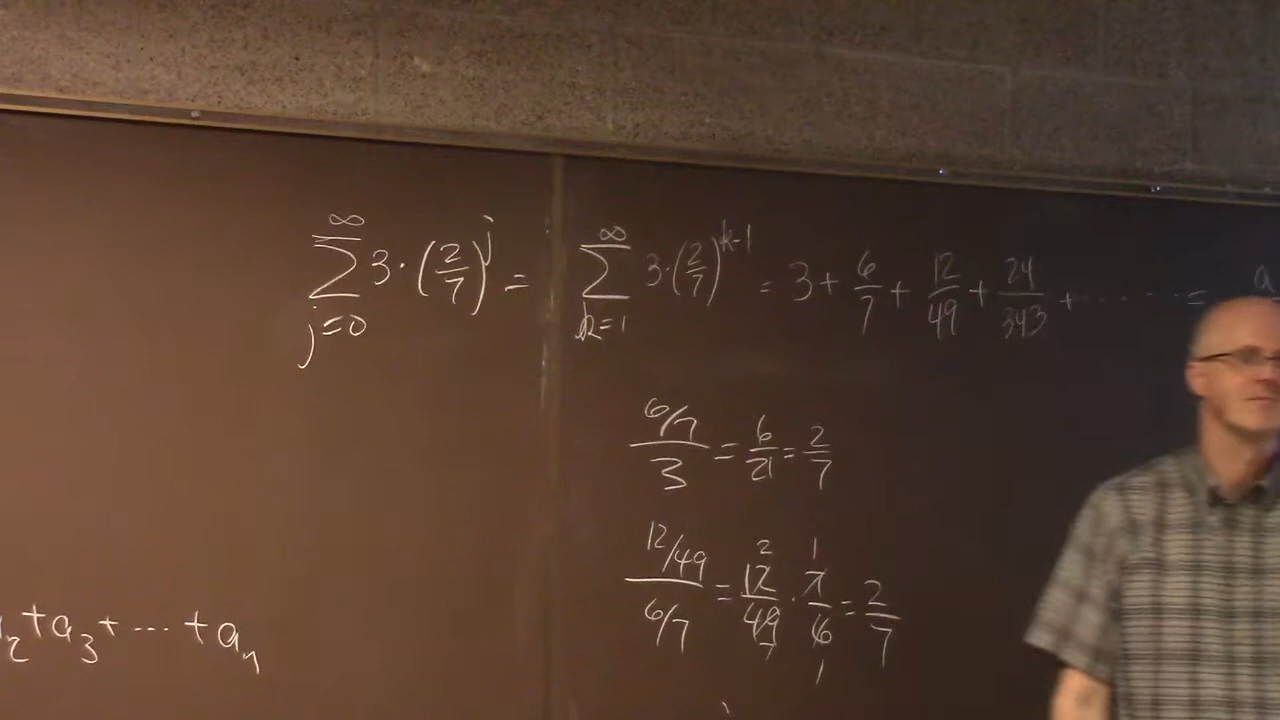 ∞ ∑ j=0 3·(2/7)^j = ∞ ∑ k=1 3·(2/7)^{k-1} = 3 + 6/7 + 12/49 + 24/343 + ······ = a
(6/7)/3 = 6/21 = 2/7
(12/49)/(6/7) = 12/49 · 7/6 = 2/7
2 + a_3 + ··· + a_n